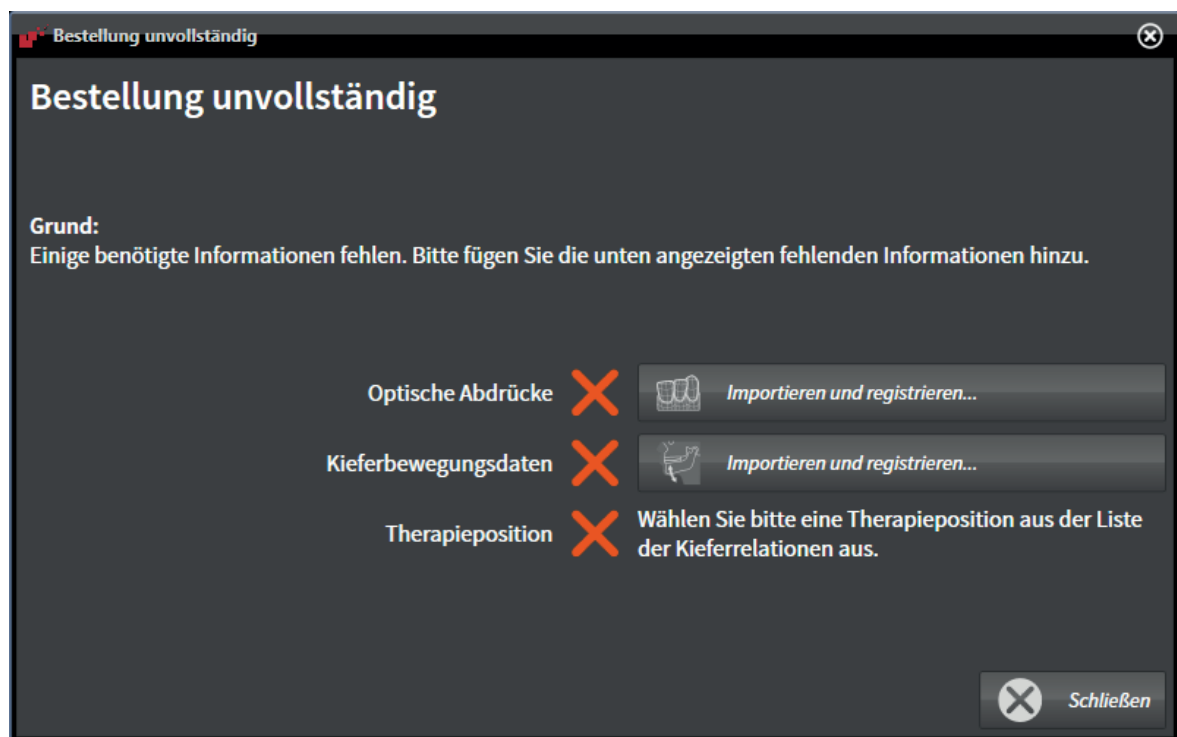 Bestellung unvollständig
Bestellung unvollständig
Grund:
Einige benötigte Informationen fehlen. Bitte fügen Sie die unten angezeigten fehlenden Informationen hinzu.
Optische Abdrücke
Importieren und registrieren...
Kieferbewegungsdaten
Importieren und registrieren...
Therapieposition
Wählen Sie bitte eine Therapieposition aus der Liste
der Kieferrelationen aus.
Schließen